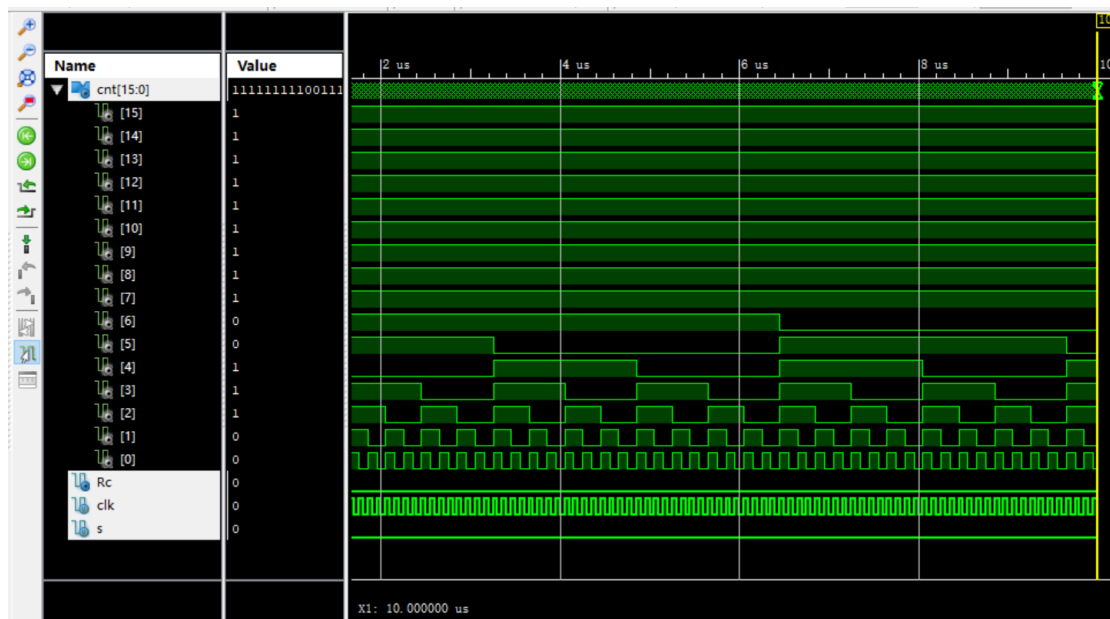 10
Name Value 2 us 4 us 6 us 8 us 10
cnt[15:0] 11111111100111
[15] 1
[14] 1
[13] 1
[12] 1
[11] 1
[10] 1
[9] 1
[8] 1
[7] 1
[6] 0
[5] 0
[4] 1
[3] 1
[2] 1
[1] 0
[0] 0
Rc 0
clk 0
s 0
X1: 10.000000 us